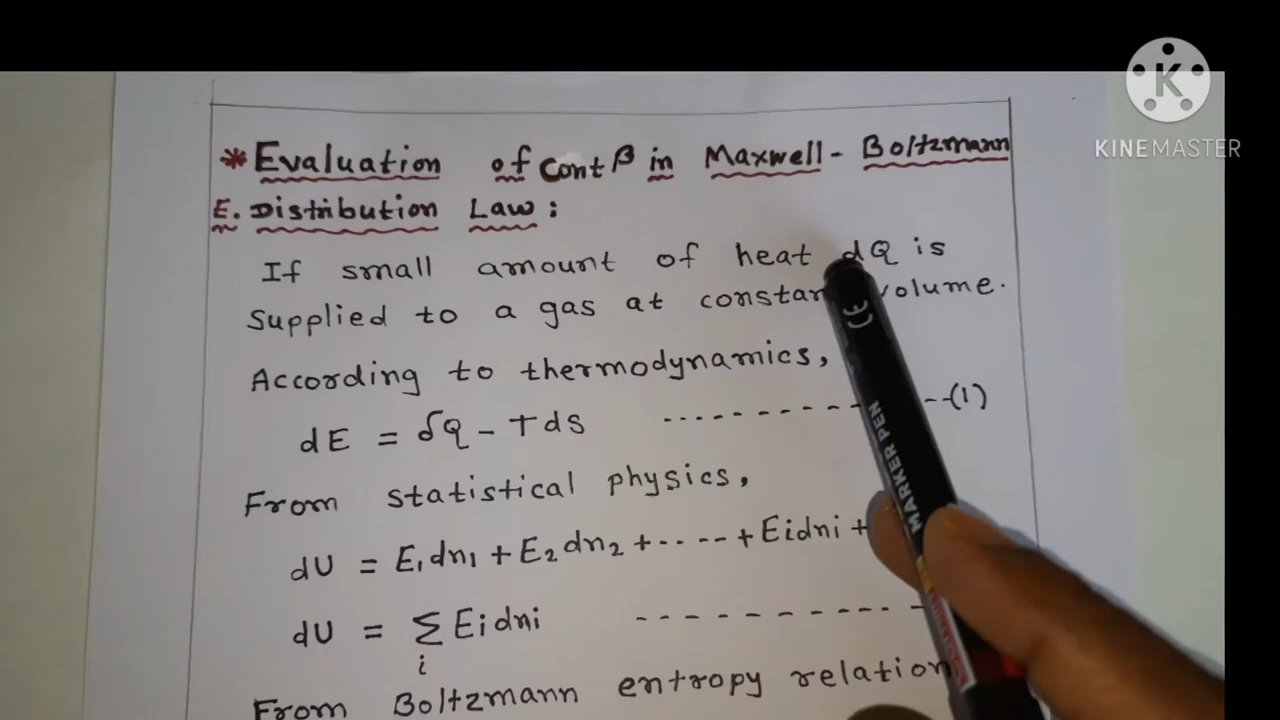 K
KINEMASTER
* Evaluation of Cont β in Maxwell - Boltzmann
E. Distribution Law :
If small amount of heat dQ is
Supplied to a gas at constant volume.
According to thermodynamics,
dE = δQ - Tds ---------- --(1)
From statistical physics,
dU = E₁dn₁ + E₂dn₂ + ..-- + Eidni +
dU = Σ Eidni ----------
i
From Boltzmann entropy relation
MARKER PEN